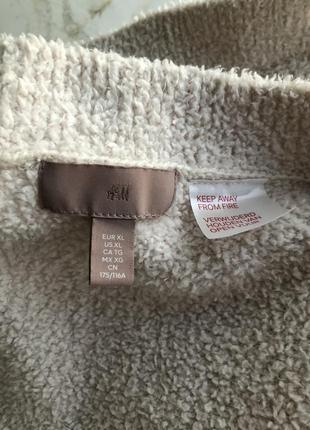 H&M
EUR XL
US XL
CA TG
MX XG
CN
175/116A
KEEP AWAY
FROM FIRE
VERWIJDERD
HOUDEN VAN
OPEN VUUR